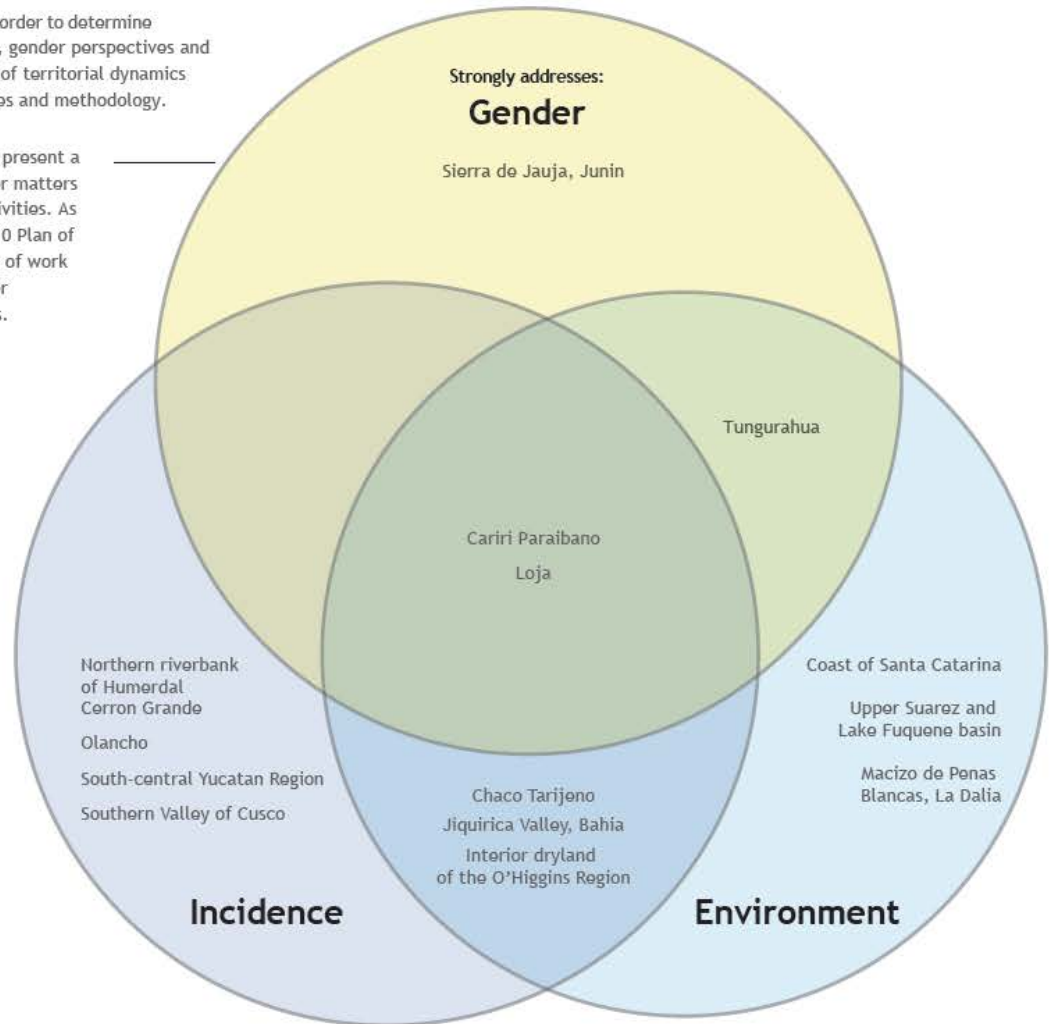 order to determine
, gender perspectives and
of territorial dynamics
es and methodology.
present a
r matters
ivities. As
0 Plan of
of work
r
s.
Strongly addresses:
Gender
Sierra de Jauja, Junin
Tungurahua
Cariri Paraibano
Loja
Northern riverbank
of Humerdal
Cerron Grande
Olancho
South-central Yucatan Region
Southern Valley of Cusco
Incidence
Chaco Tarijeno
Jiquirica Valley, Bahia
Interior dryland
of the O'Higgins Region
Coast of Santa Catarina
Upper Suarez and
Lake Fuquene basin
Macizo de Penas
Blancas, La Dalia
Environment